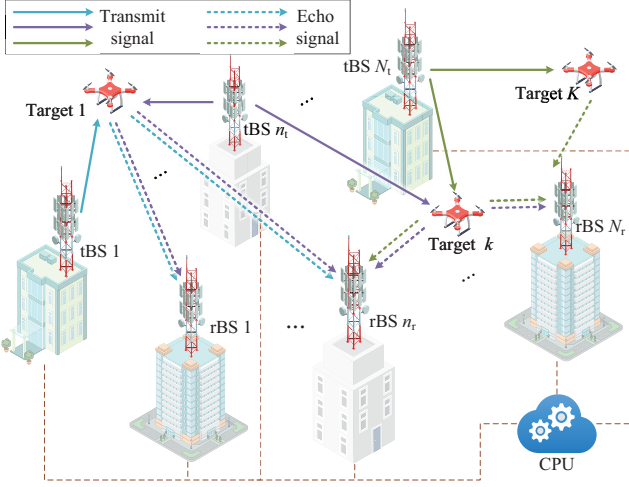 Transmit signal
Echo signal
tBS N_t
Target K
Target 1
...
tBS n_t
tBS 1
Target k
rBS N_r
...
rBS 1
...
rBS n_r
CPU